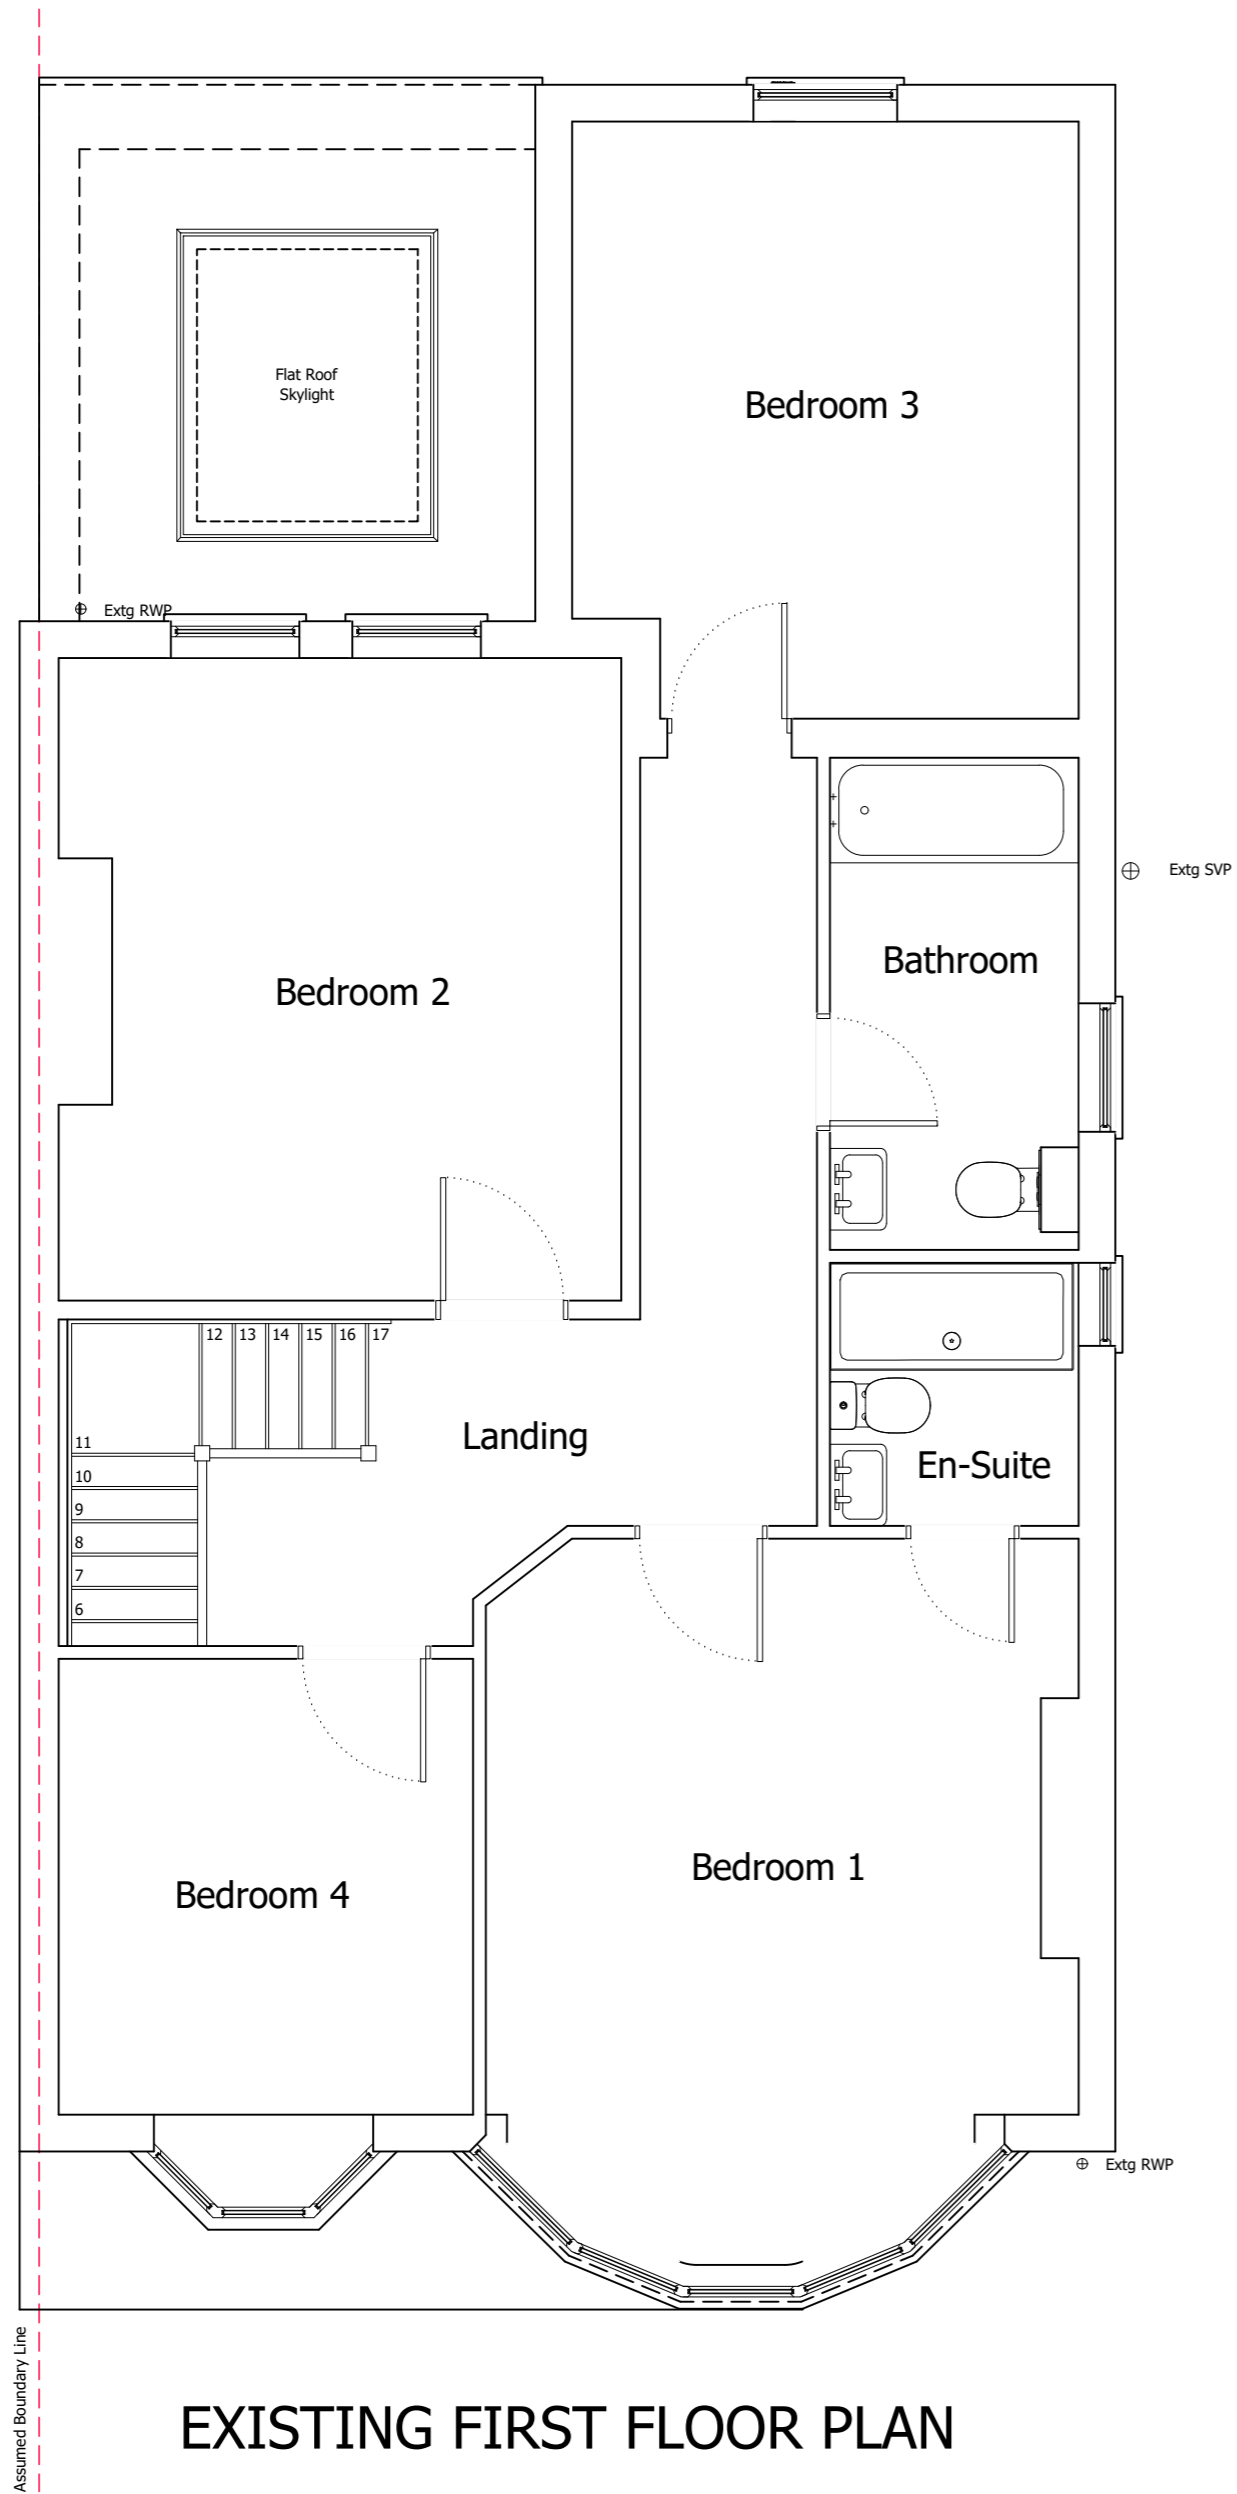 Flat Roof
Skylight
Bedroom 3
Extg RWP
Extg SVP
Bathroom
Bedroom 2
12 13 14 15 16 17
11
10
9
8
7
6
Landing
En-Suite
Bedroom 1
Bedroom 4
Extg RWP
Assumed Boundary Line
EXISTING FIRST FLOOR PLAN